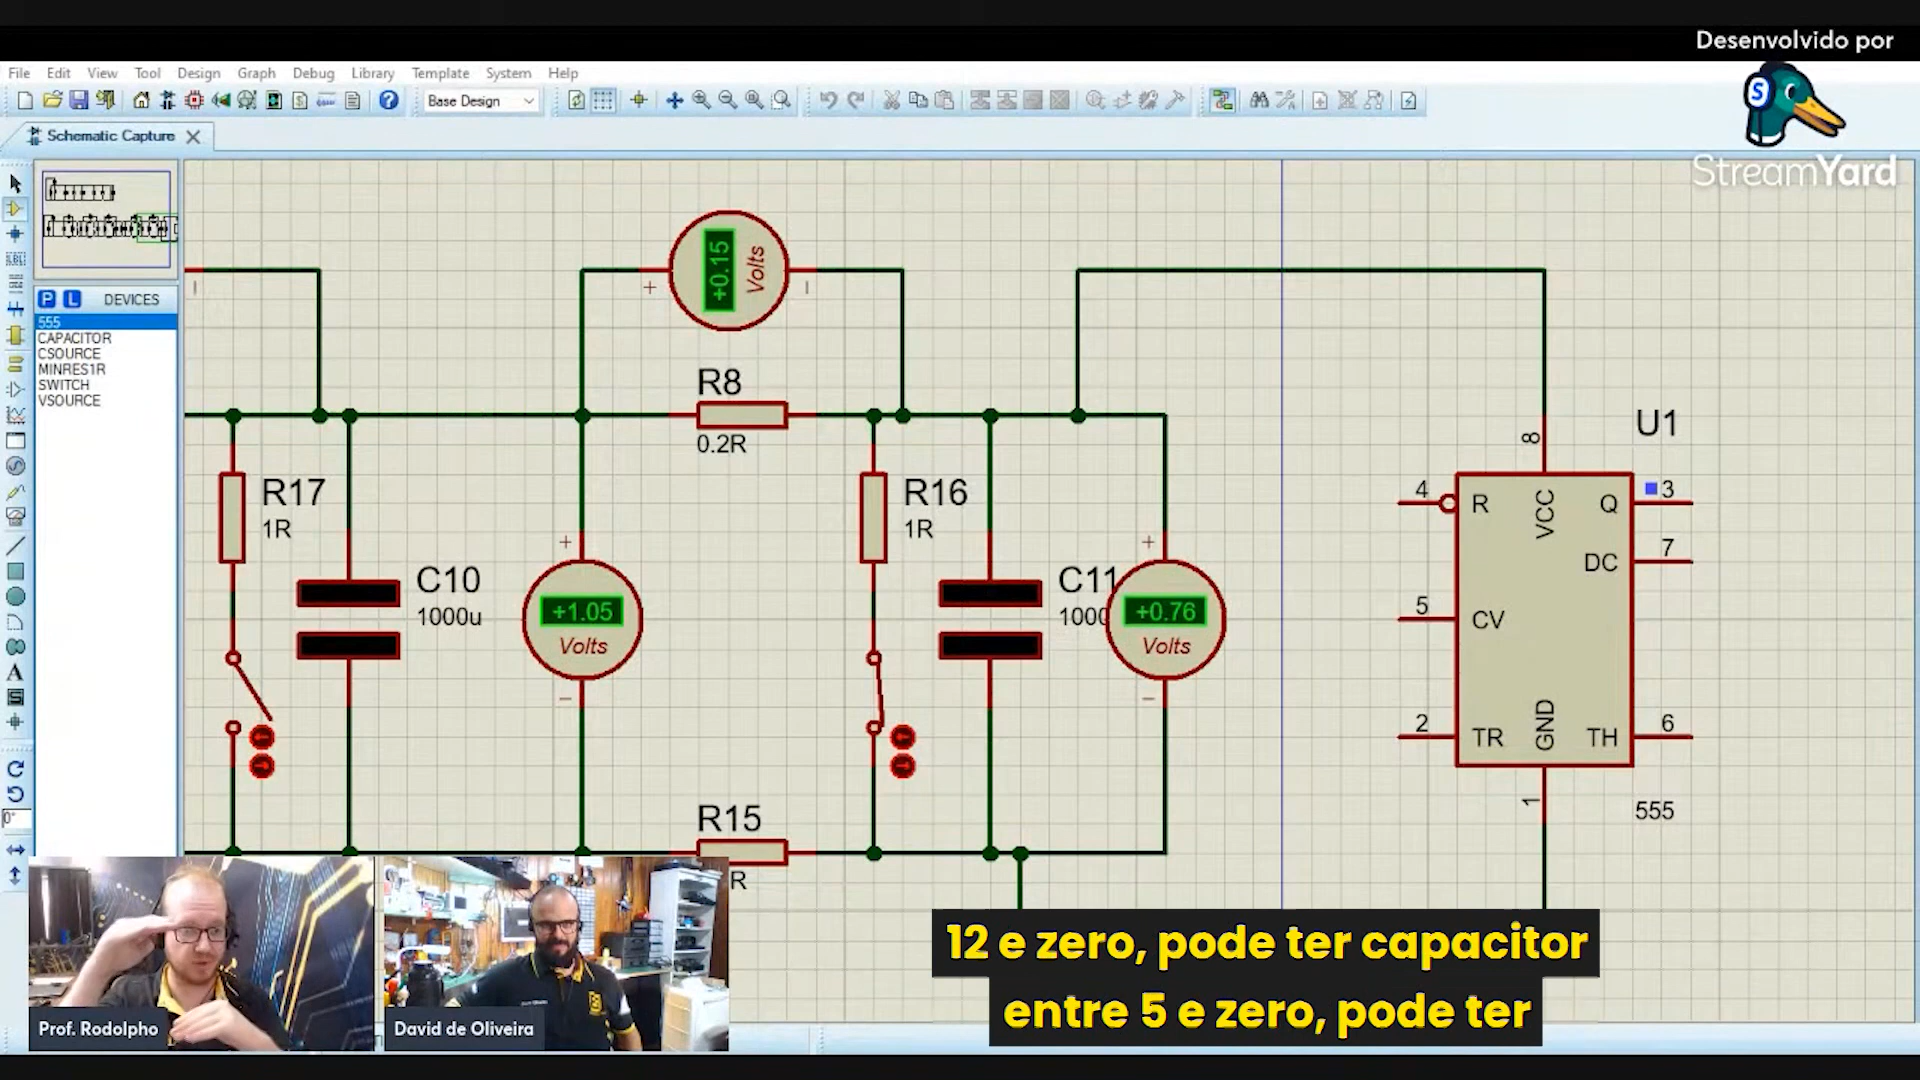 Desenvolvido por
StreamYard
File Edit View Tool Design Graph Debug Library Template System Help
Base Design
Schematic Capture
P L DEVICES
555
CAPACITOR
CSOURCE
MINRES1R
SWITCH
VSOURCE
+0.15
Volts
R8
0.2R
R17
1R
C10
1000u
+1.05
Volts
R16
1R
C11
1000
+0.76
Volts
R15
R
U1
8
4 R VCC Q 3
DC 7
5 CV
2 TR GND TH 6
1
555
0°
Prof. Rodolpho
David de Oliveira
12 e zero, pode ter capacitor
entre 5 e zero, pode ter